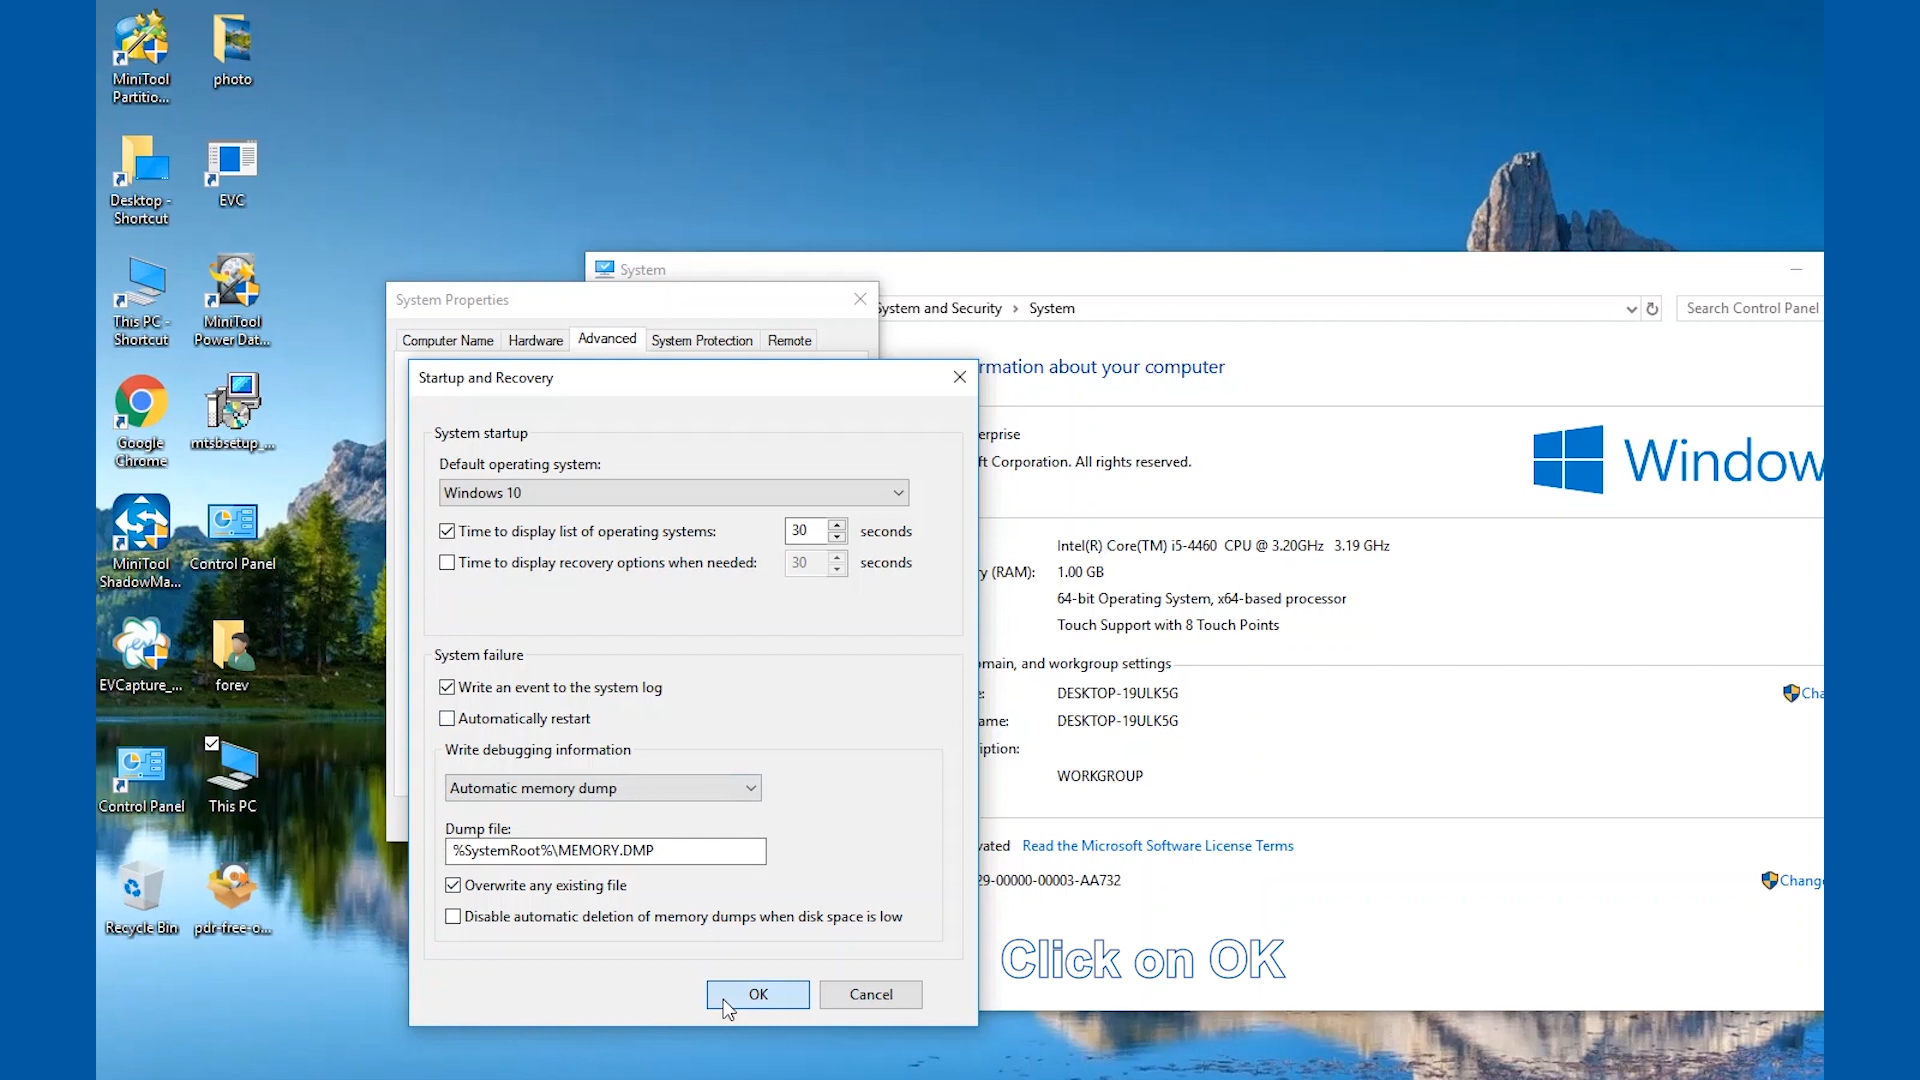 MiniTool
Partitio...
photo
Desktop -
Shortcut
EVC
This PC -
Shortcut
MiniTool
Power Dat...
Google
Chrome
mtsbsetup_...
MiniTool
ShadowMa...
Control Panel
EVCapture_...
forev
Control Panel
This PC
Recycle Bin
pdr-free-o...
System
System and Security > System
Search Control Panel
rmation about your computer
erprise
ft Corporation. All rights reserved.
Window
Intel(R) Core(TM) i5-4460 CPU @ 3.20GHz 3.19 GHz
y (RAM):
1.00 GB
64-bit Operating System, x64-based processor
Touch Support with 8 Touch Points
main, and workgroup settings
e:
DESKTOP-19ULK5G
Cha
ame:
DESKTOP-19ULK5G
iption:
WORKGROUP
vated Read the Microsoft Software License Terms
29-00000-00003-AA732
Change
System Properties
Computer Name
Hardware
Advanced
System Protection
Remote
Startup and Recovery
System startup
Default operating system:
Windows 10
Time to display list of operating systems: 30 seconds
Time to display recovery options when needed: 30 seconds
System failure
Write an event to the system log
Automatically restart
Write debugging information
Automatic memory dump
Dump file:
%SystemRoot%\MEMORY.DMP
Overwrite any existing file
Disable automatic deletion of memory dumps when disk space is low
OK
Cancel
Click on OK